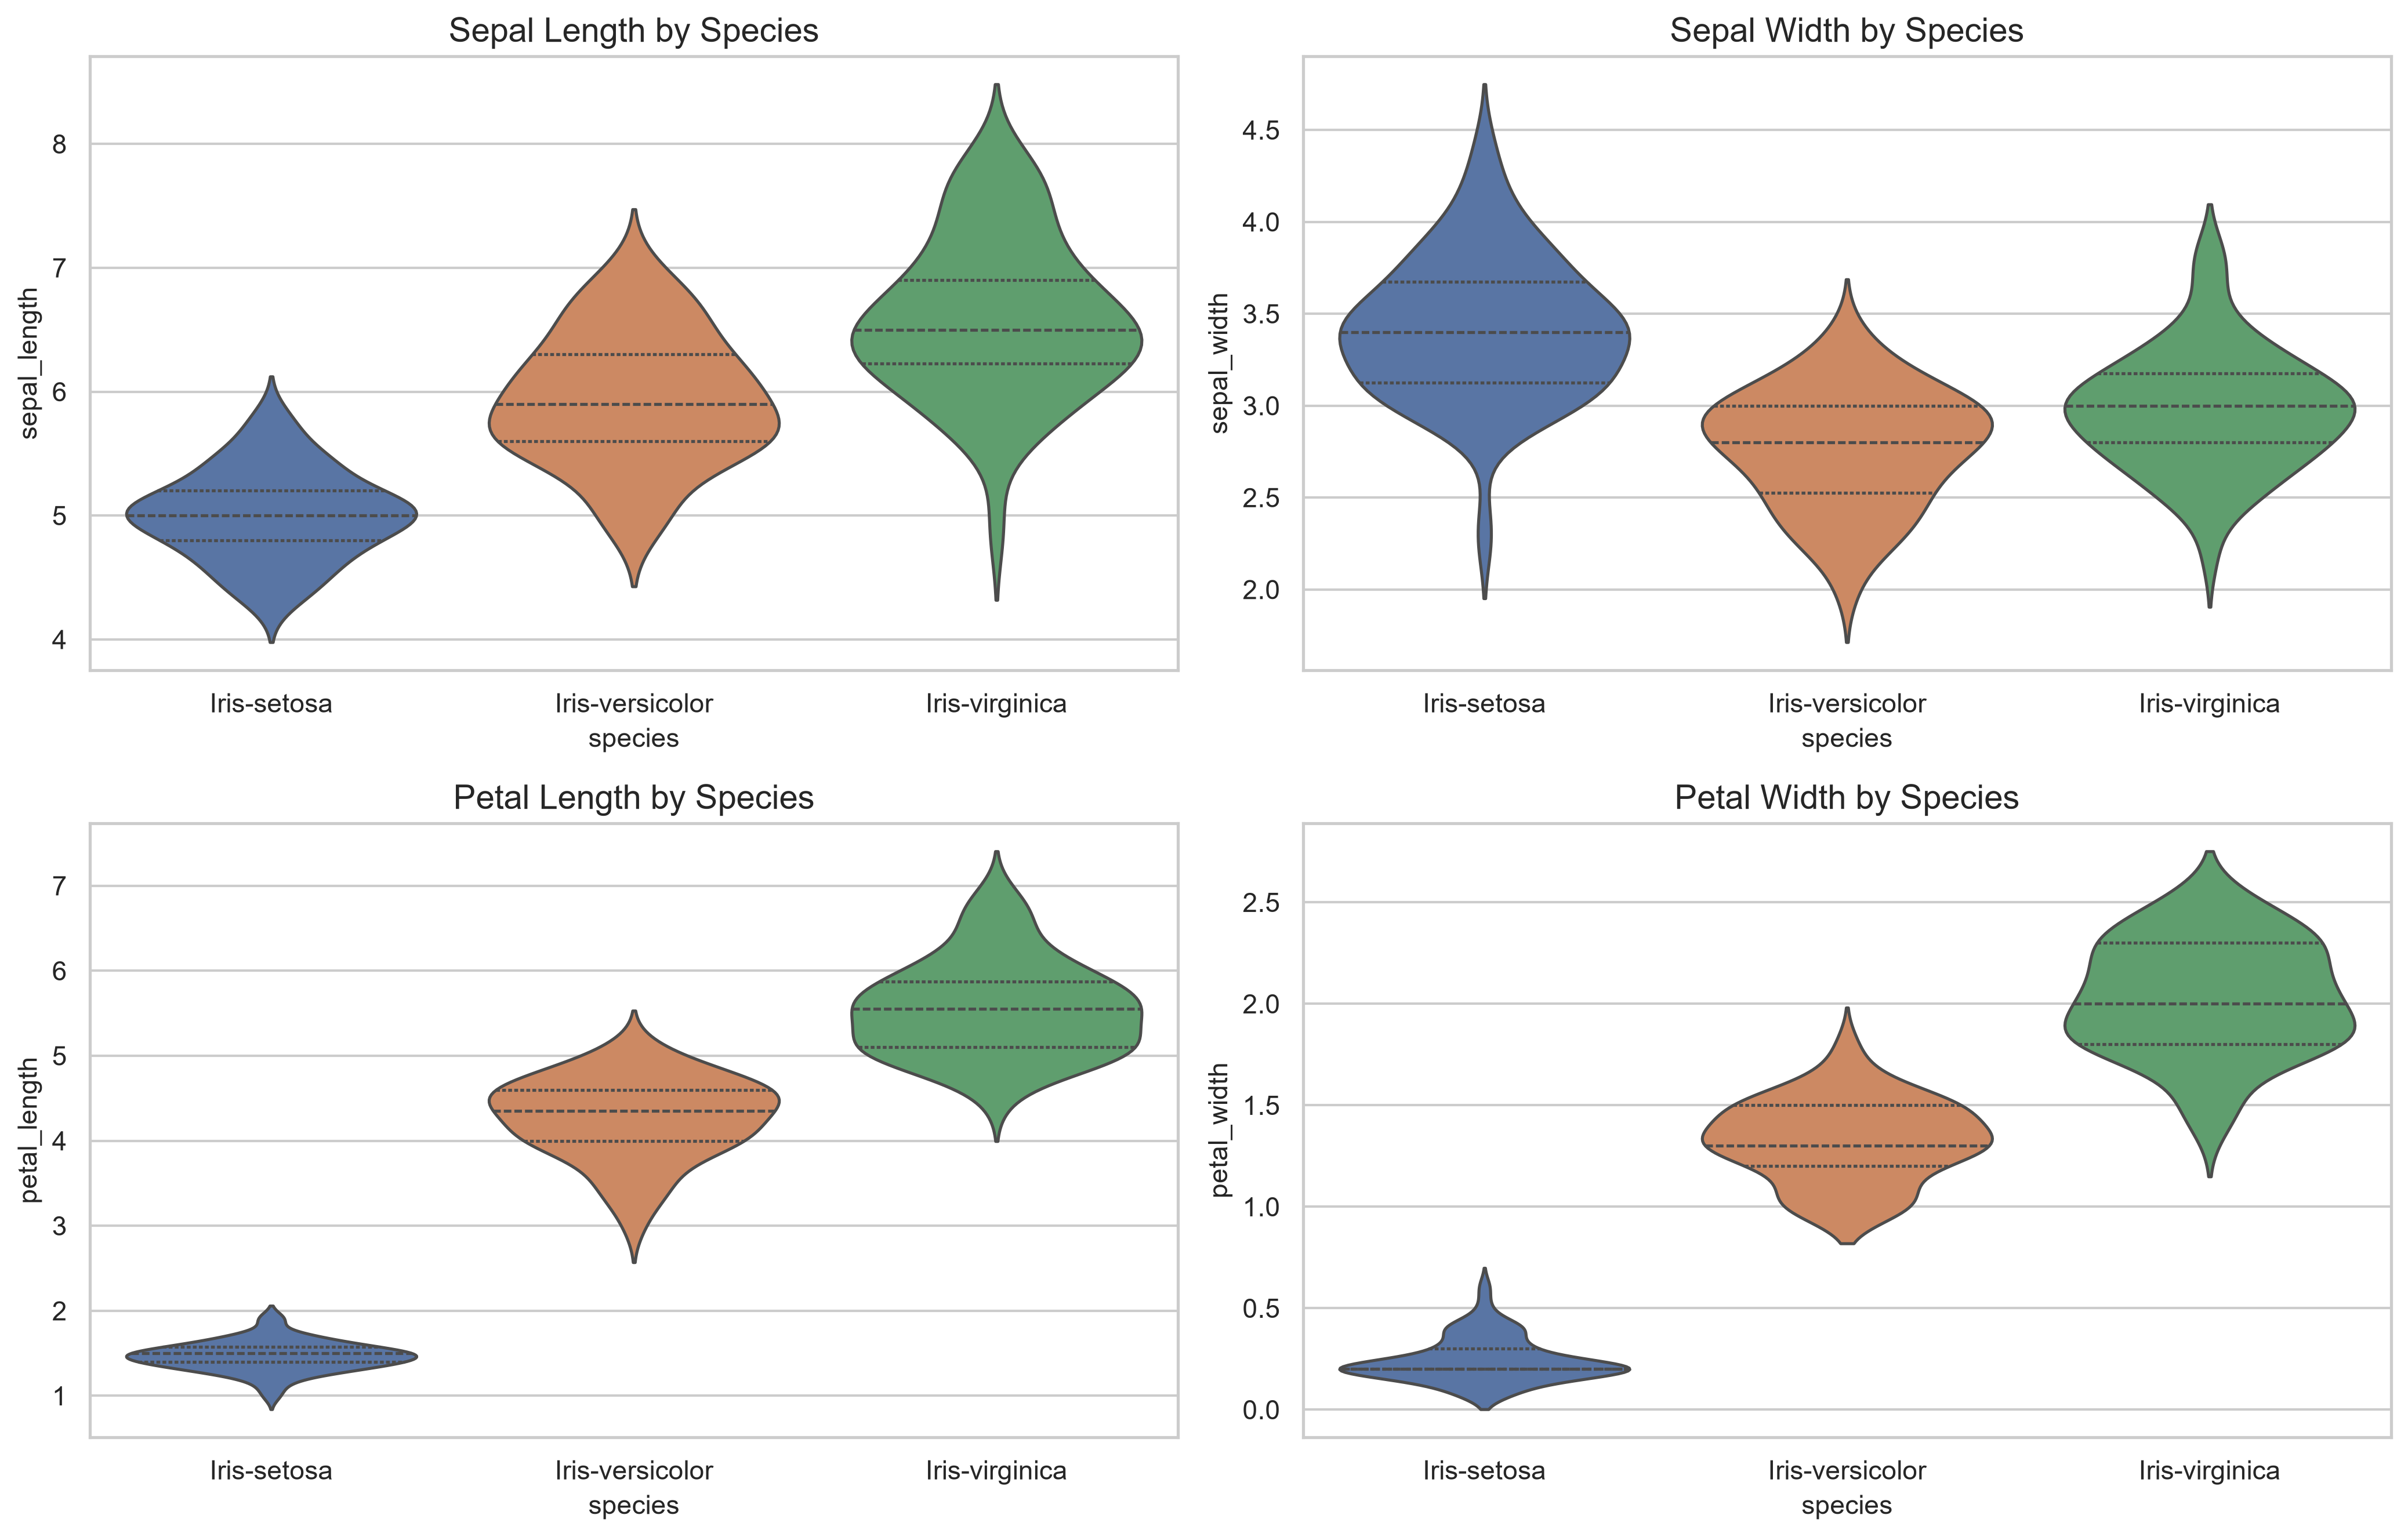 Sepal Length by Species
sepal_length
8
7
6
5
4
Iris-setosa Iris-versicolor Iris-virginica
species
Sepal Width by Species
sepal_width
4.5
4.0
3.5
3.0
2.5
2.0
Iris-setosa Iris-versicolor Iris-virginica
species
Petal Length by Species
petal_length
7
6
5
4
3
2
1
Iris-setosa Iris-versicolor Iris-virginica
species
Petal Width by Species
petal_width
2.5
2.0
1.5
1.0
0.5
0.0
Iris-setosa Iris-versicolor Iris-virginica
species